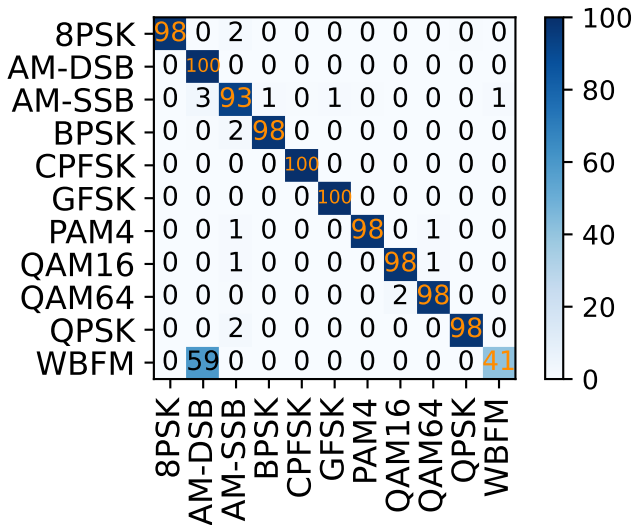 8PSK 98 0 2 0 0 0 0 0 0 0 0
AM-DSB 0 100 0 0 0 0 0 0 0 0 0
AM-SSB 0 3 93 1 0 1 0 0 0 0 1
BPSK 0 0 2 98 0 0 0 0 0 0 0
CPFSK 0 0 0 0 100 0 0 0 0 0 0
GFSK 0 0 0 0 0 100 0 0 0 0 0
PAM4 0 0 1 0 0 0 98 0 1 0 0
QAM16 0 0 1 0 0 0 0 98 1 0 0
QAM64 0 0 0 0 0 0 0 2 98 0 0
QPSK 0 0 2 0 0 0 0 0 0 98 0
WBFM 0 59 0 0 0 0 0 0 0 0 41
8PSK AM-DSB AM-SSB BPSK CPFSK GFSK PAM4 QAM16 QAM64 QPSK WBFM
100
80
60
40
20
0